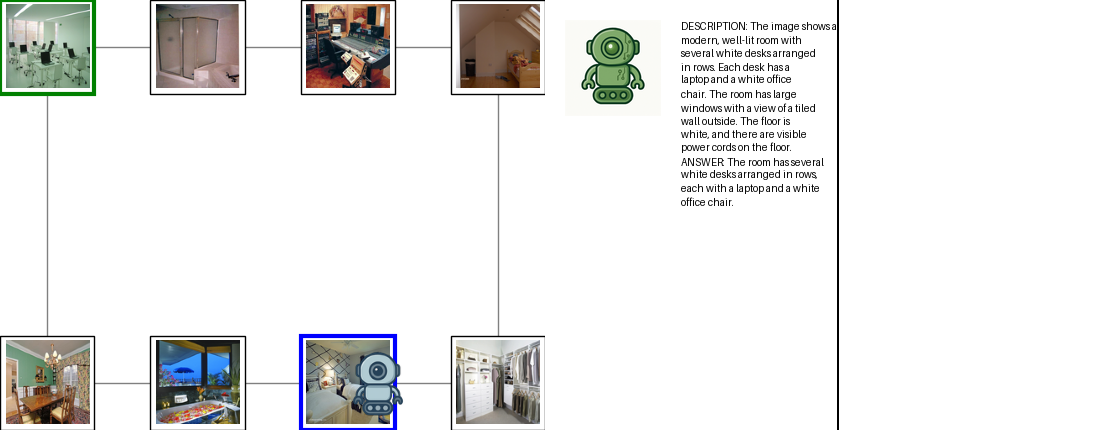 DESCRIPTION: The image shows a
modern, well-lit room with
several white desks arranged
in rows. Each desk has a
laptop and a white office
chair. The room has large
windows with a view of a tiled
wall outside. The floor is
white, and there are visible
power cords on the floor.
ANSWER: The room has several
white desks arranged in rows,
each with a laptop and a white
office chair.